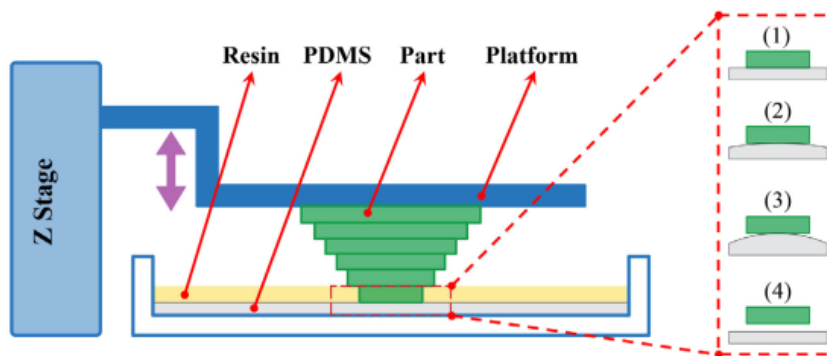 Resin PDMS Part Platform
Z Stage
(1)
(2)
(3)
(4)